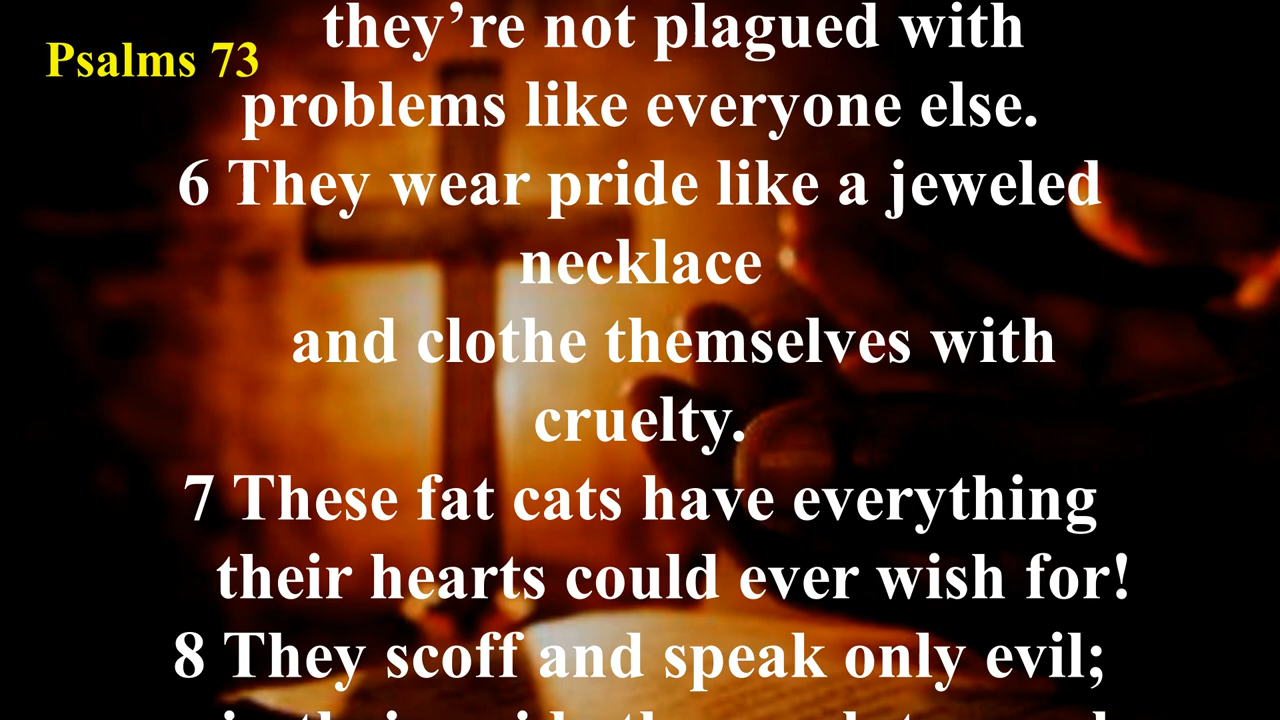 Psalms 73
they’re not plagued with
problems like everyone else.
6 They wear pride like a jeweled
necklace
and clothe themselves with
cruelty.
7 These fat cats have everything
their hearts could ever wish for!
8 They scoff and speak only evil;